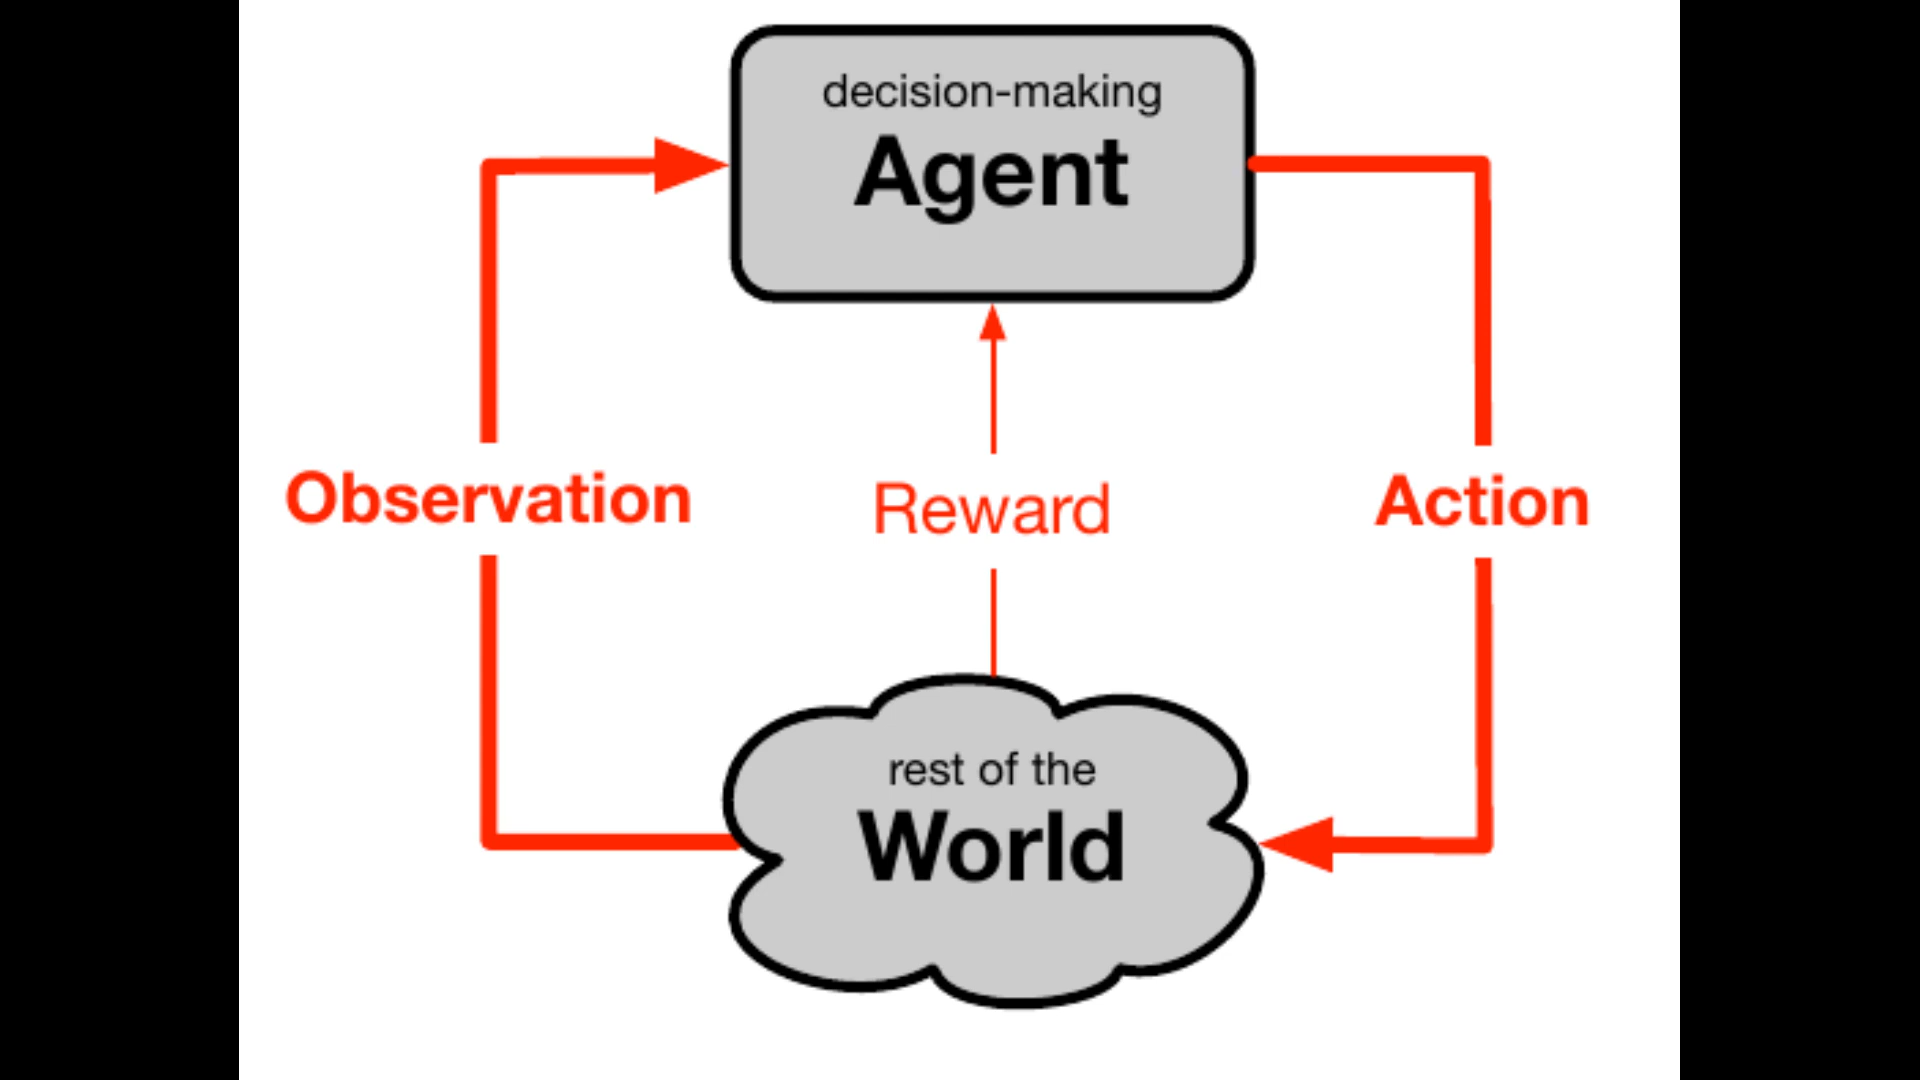 decision-making
Agent
Observation
Reward
Action
rest of the
World